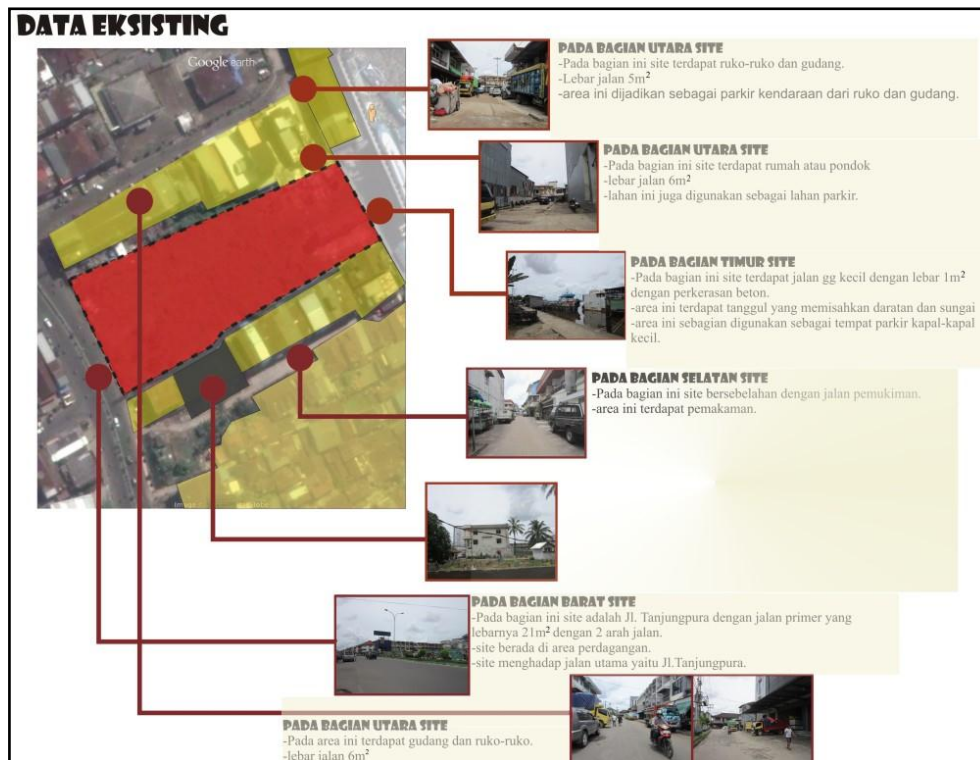 DATA EKSISTING
Google earth
PADA BAGIAN UTARA SITE
-Pada bagian ini site terdapat ruko-ruko dan gudang.
-Lebar jalan 5m²
-area ini dijadikan sebagai parkir kendaraan dari ruko dan gudang.
PADA BAGIAN UTARA SITE
-Pada bagian ini site terdapat rumah atau pondok
-lebar jalan 6m²
-lahan ini juga digunakan sebagai lahan parkir.
PADA BAGIAN TIMUR SITE
-Pada bagian ini site terdapat jalan gg kecil dengan lebar 1m²
dengan perkerasan beton.
-area ini terdapat tanggul yang memisahkan daratan dan sungai
-area ini sebagian digunakan sebagai tempat parkir kapal-kapal
kecil.
PADA BAGIAN SELATAN SITE
-Pada bagian ini site bersebelahan dengan jalan pemukiman.
-area ini terdapat pemakaman.
PADA BAGIAN BARAT SITE
-Pada bagian ini site adalah Jl. Tanjungpura dengan jalan primer yang
lebarnya 21m² dengan 2 arah jalan.
-site berada di area perdagangan.
-site menghadap jalan utama yaitu Jl.Tanjungpura.
PADA BAGIAN UTARA SITE
-Pada area ini terdapat gudang dan ruko-ruko.
-lebar jalan 6m²